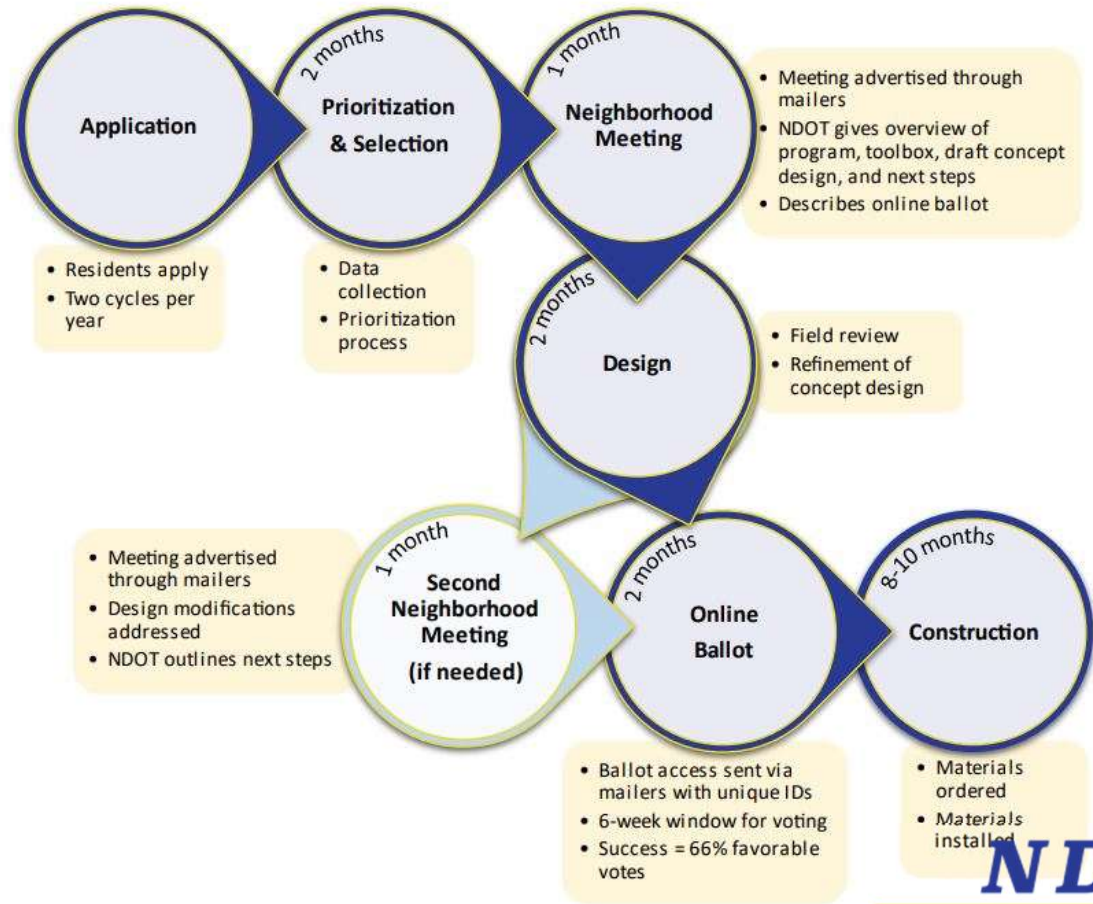 Application
• Residents apply
• Two cycles per
year
2 months
Prioritization
& Selection
• Data
collection
• Prioritization
process
1 month
Neighborhood
Meeting
• Meeting advertised through
mailers
• NDOT gives overview of
program, toolbox, draft concept
design, and next steps
• Describes online ballot
2 months
Design
• Field review
• Refinement of
concept design
1 month
Second
Neighborhood
Meeting
(if needed)
• Meeting advertised
through mailers
• Design modifications
addressed
• NDOT outlines next steps
2 months
Online
Ballot
• Ballot access sent via
mailers with unique IDs
• 6-week window for voting
• Success = 66% favorable
votes
8-10 months
Construction
• Materials
ordered
• Materials
installed
ND